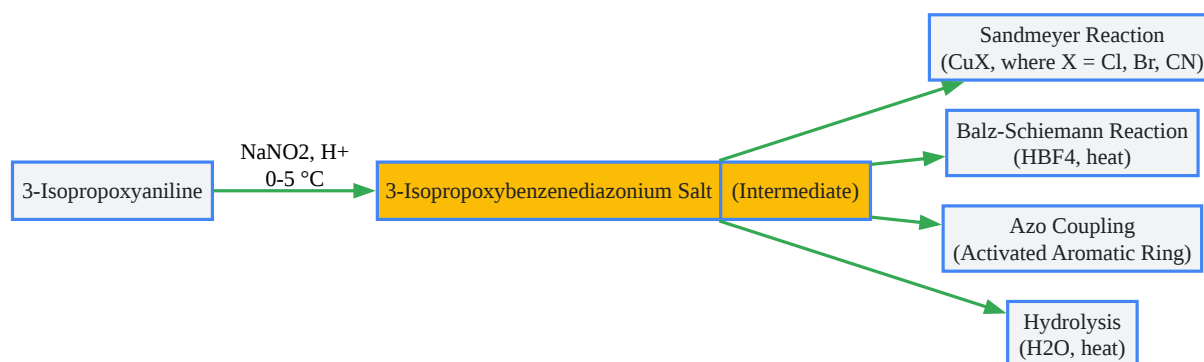 3-Isopropoxyaniline
NaNO2, H+
0-5 °C
3-Isopropoxybenzenediazonium Salt
(Intermediate)
Sandmeyer Reaction
(CuX, where X = Cl, Br, CN)
Balz-Schiemann Reaction
(HBF4, heat)
Azo Coupling
(Activated Aromatic Ring)
Hydrolysis
(H2O, heat)